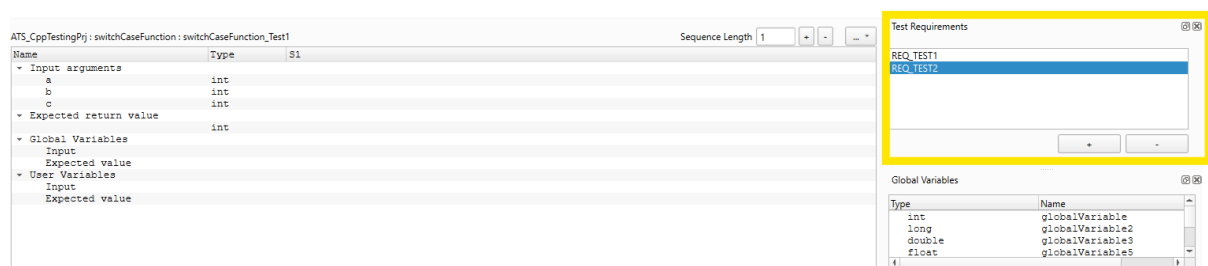 ATS_CppTestingPrj : switchCaseFunction : switchCaseFunction_Test1
Sequence Length 1 + - ... 
Name Type S1
Input arguments
a int
b int
c int
Expected return value
int
Global Variables
Input
Expected value
User Variables
Input
Expected value
Test Requirements
REQ_TEST1
REQ_TEST2
+ -
Global Variables
Type Name
int globalVariable
long globalVariable2
double globalVariable3
float globalVariable5